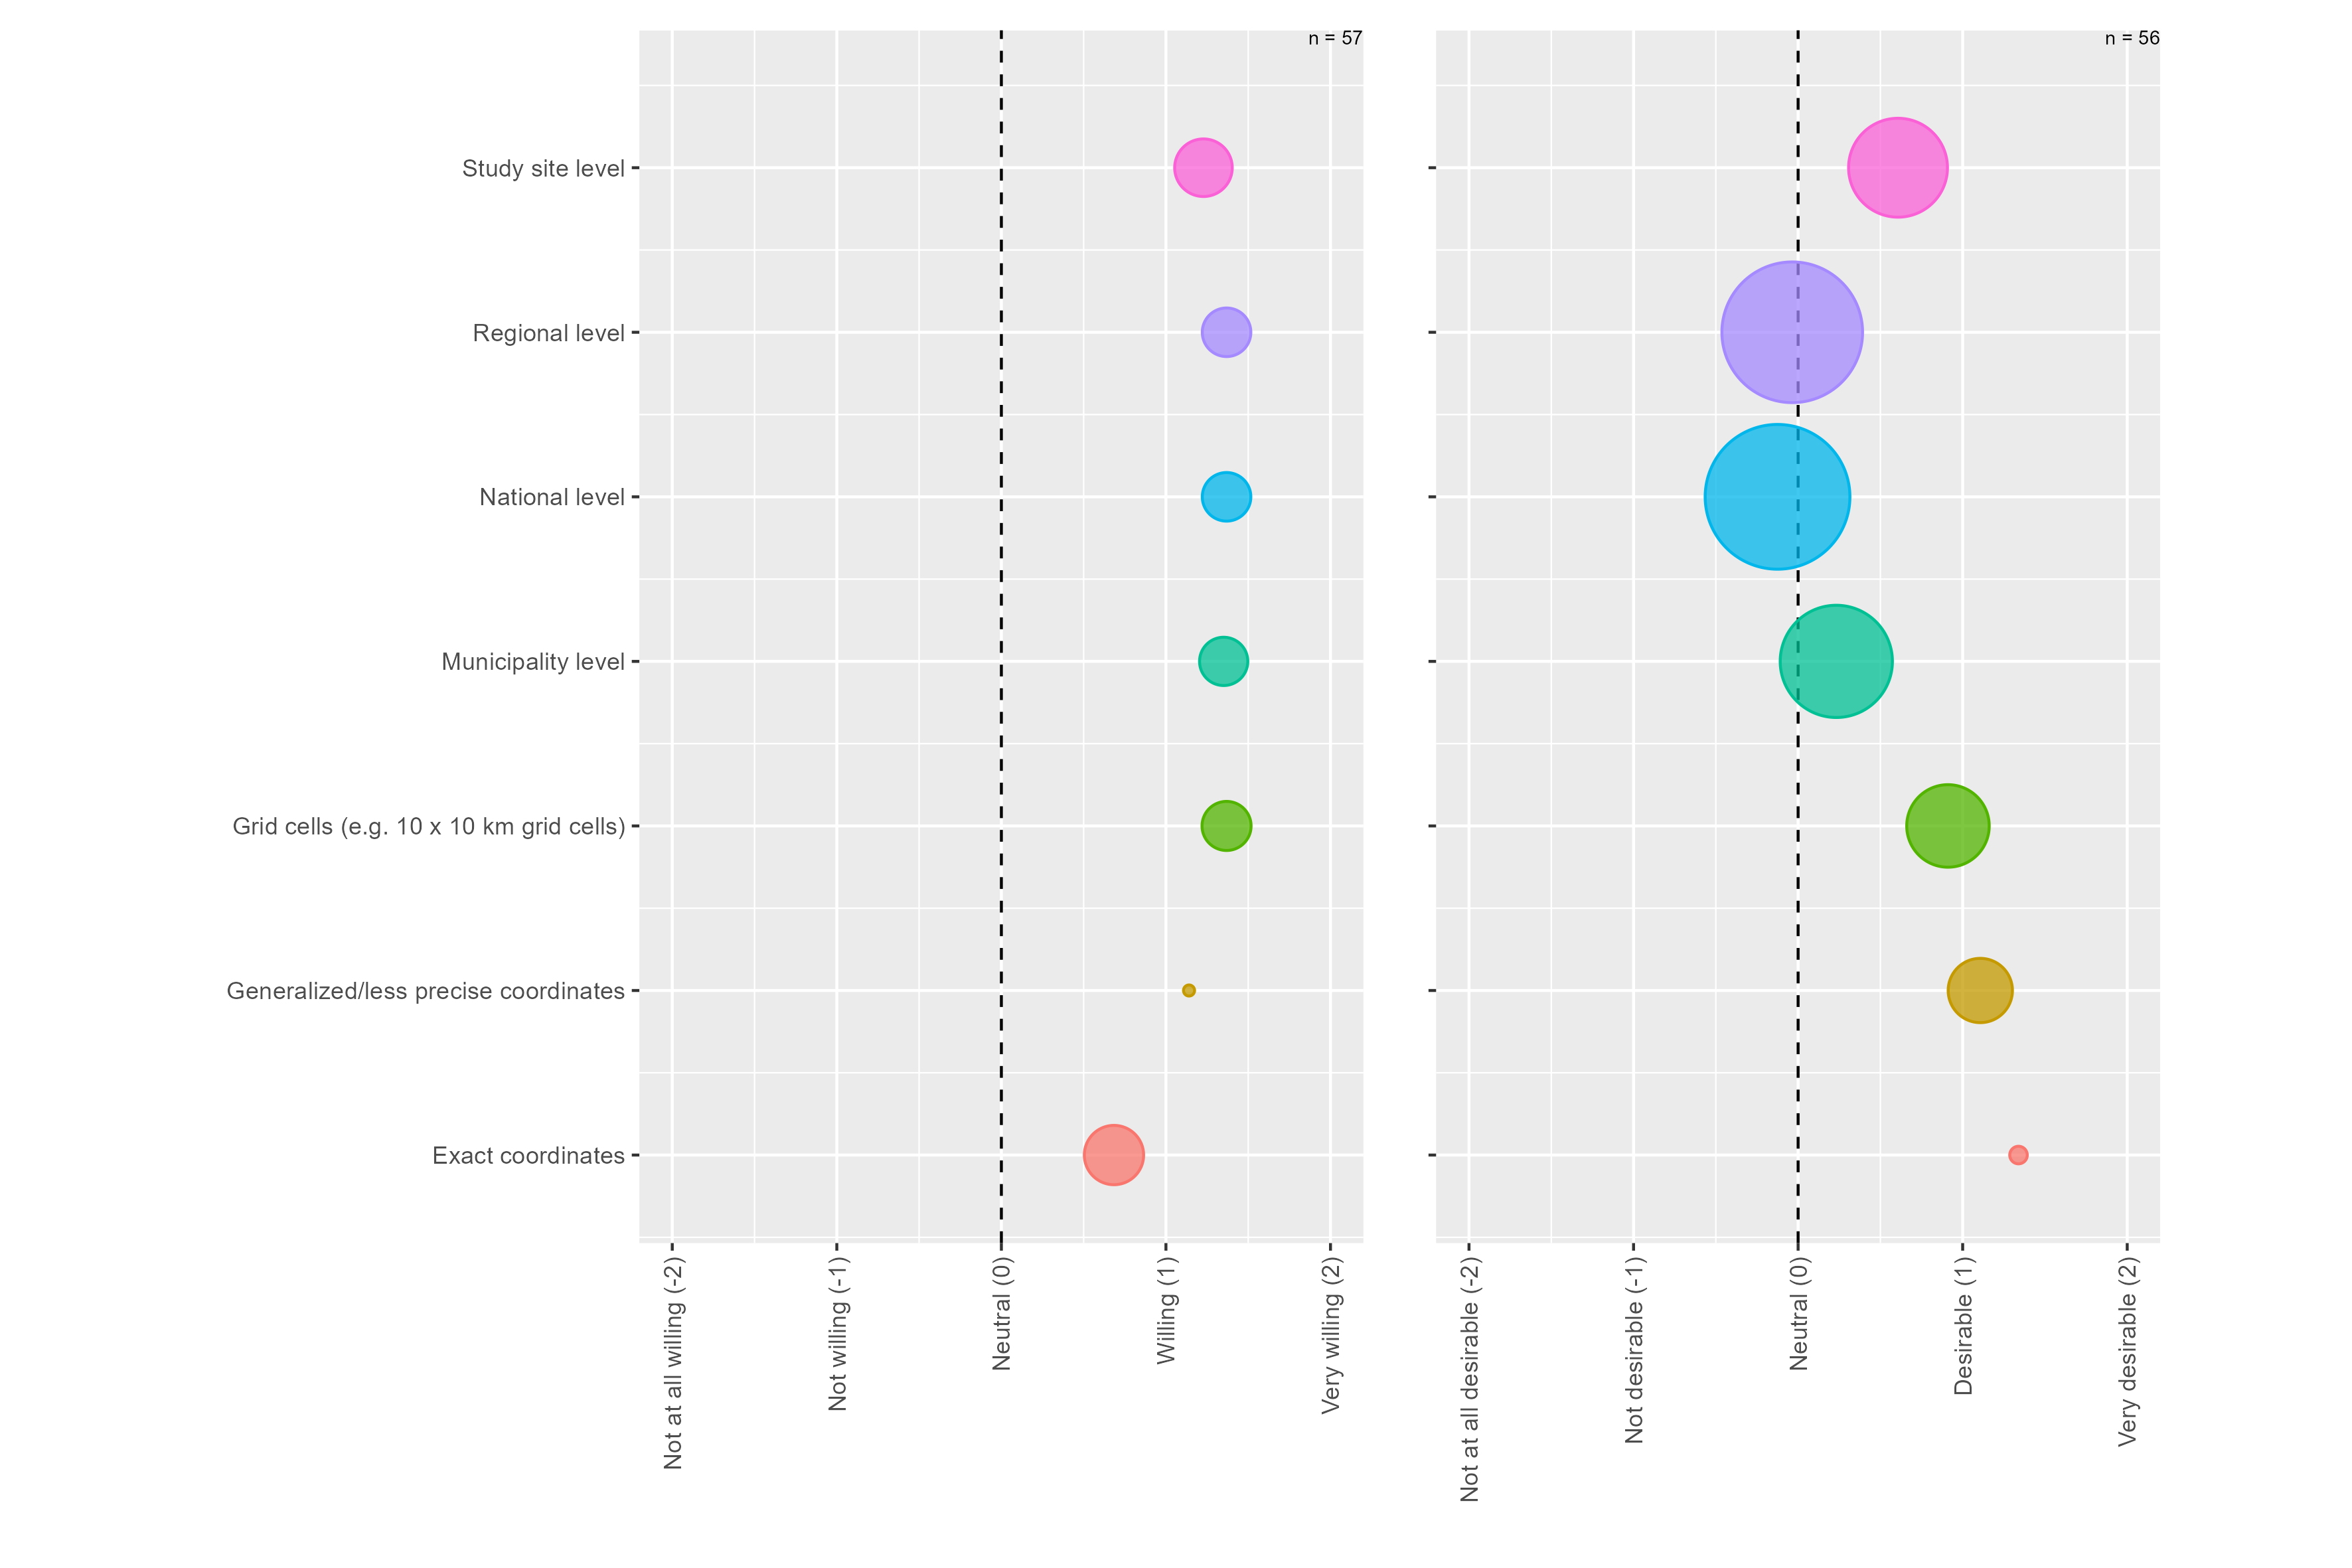 n = 57
n = 56
Study site level
Regional level
National level
Municipality level
Grid cells (e.g. 10 x 10 km grid cells)
Generalized/less precise coordinates
Exact coordinates
Not at all willing (-2)
Not willing (-1)
Neutral (0)
Willing (1)
Very willing (2)
Not at all desirable (-2)
Not desirable (-1)
Neutral (0)
Desirable (1)
Very desirable (2)